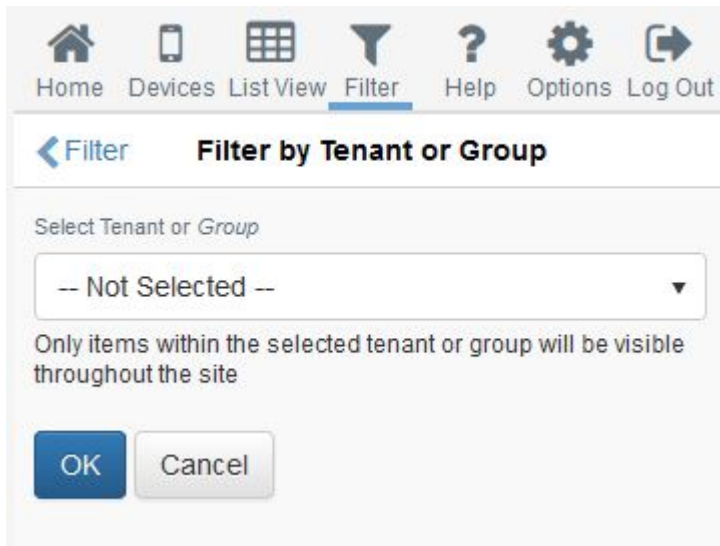 Home Devices List View Filter Help Options Log Out
Filter Filter by Tenant or Group
Select Tenant or Group
-- Not Selected --
Only items within the selected tenant or group will be visible
throughout the site
OK Cancel